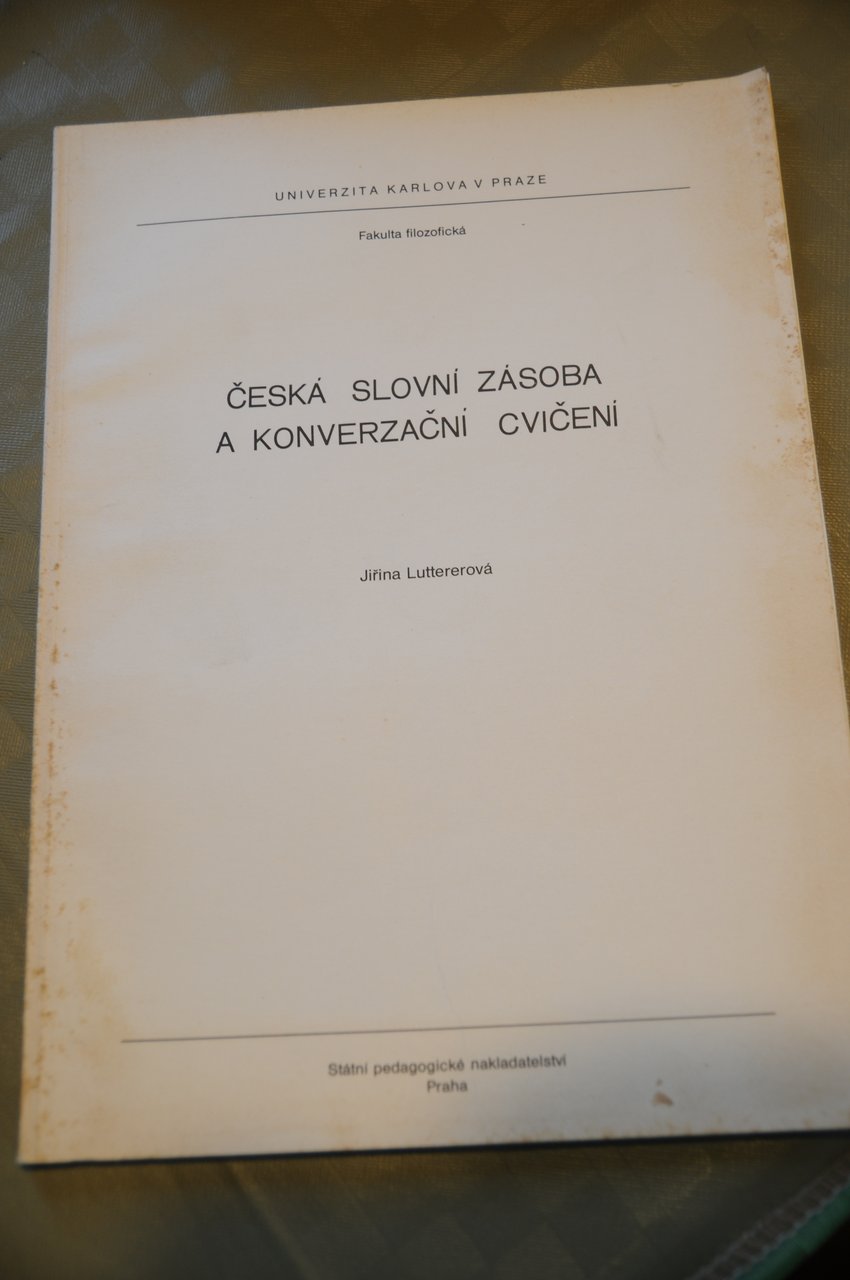 UNIVERZITA KARLOVA V PRAZE
Fakulta filozofická
ČESKÁ SLOVNÍ ZÁSOBA
A KONVERZAČNÍ CVIČENÍ
Jiřina Luttererová
Státní pedagogické nakladatelství
Praha